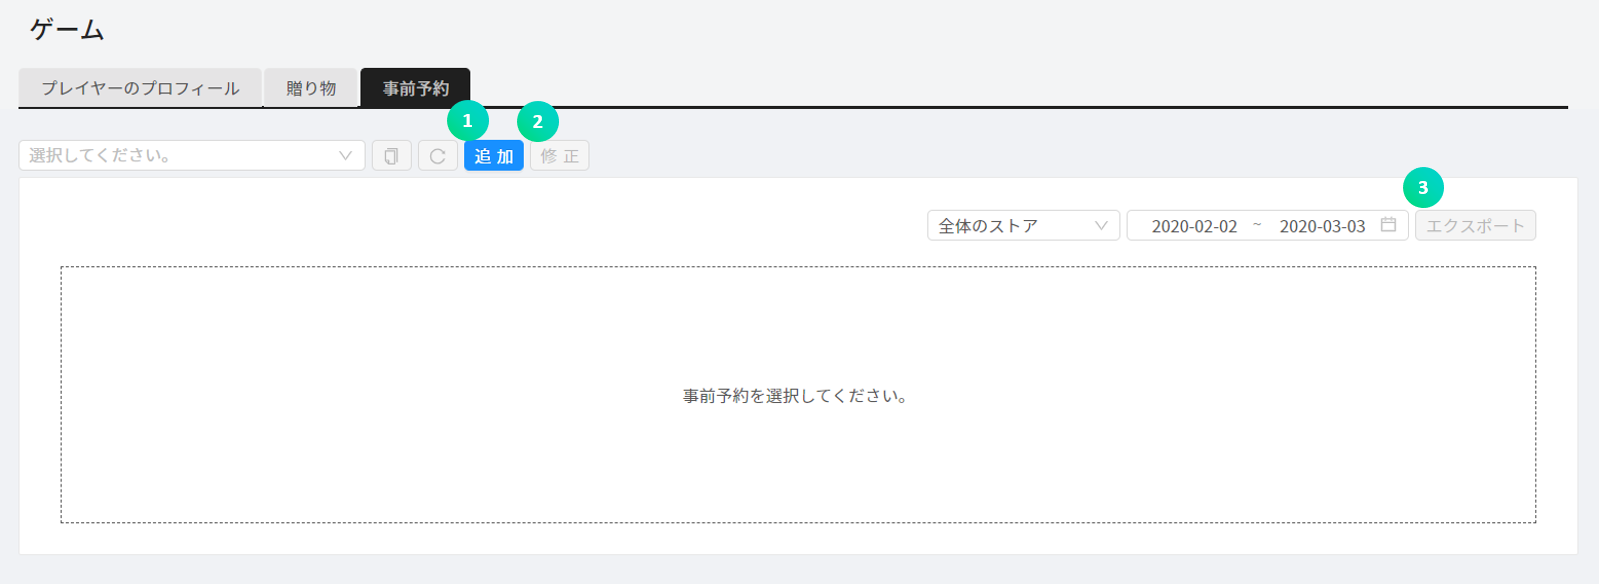 ゲーム
プレイヤーのプロフィール 贈り物 事前予約
1 2
選択してください。 追加 修正
3
全体のストア 2020-02-02 ~ 2020-03-03 エクスポート
事前予約を選択してください。